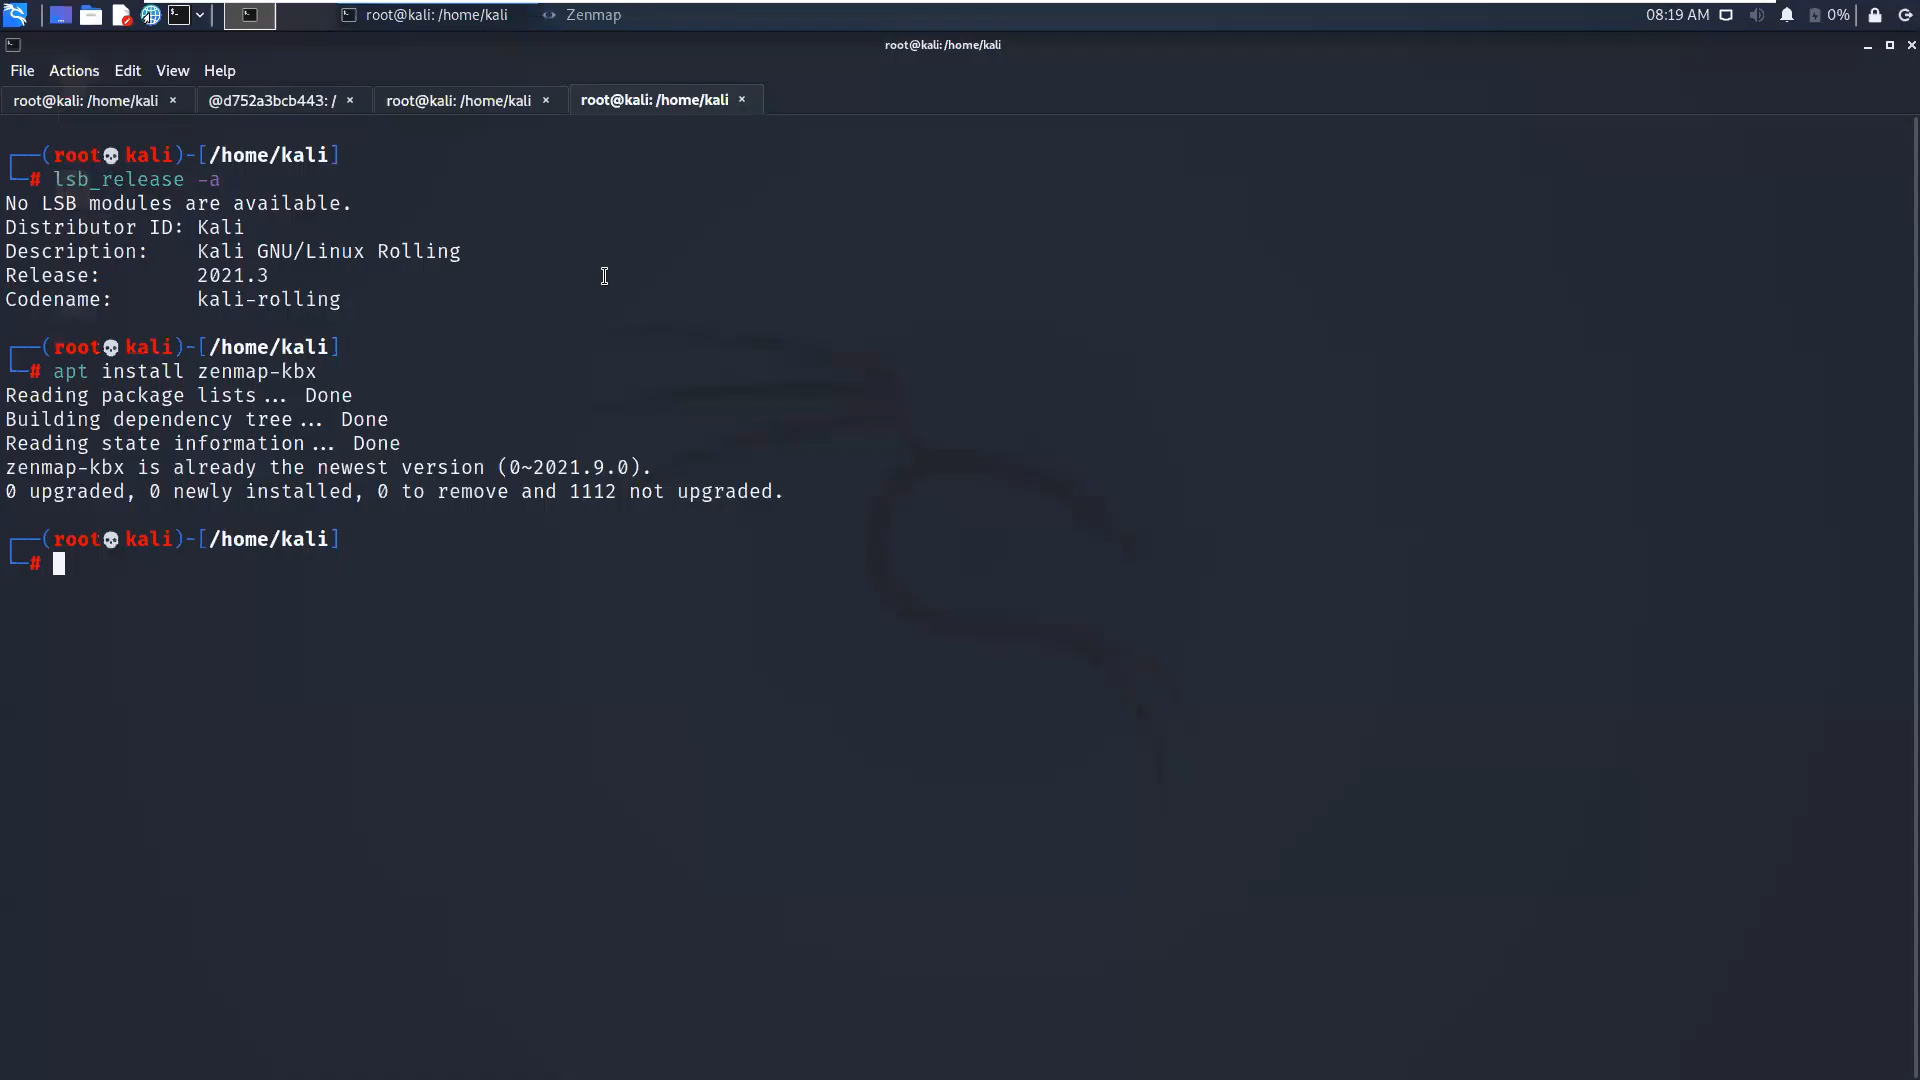 root@kali: /home/kali Zenmap 08:19 AM 0%
root@kali: /home/kali
File Actions Edit View Help
root@kali: /home/kali × @d752a3bcb443: / × root@kali: /home/kali × root@kali: /home/kali ×
┌──(root💀kali)-[/home/kali]
└─# lsb_release -a
No LSB modules are available.
Distributor ID: Kali
Description: Kali GNU/Linux Rolling
Release: 2021.3
Codename: kali-rolling
┌──(root💀kali)-[/home/kali]
└─# apt install zenmap-kbx
Reading package lists... Done
Building dependency tree... Done
Reading state information... Done
zenmap-kbx is already the newest version (0~2021.9.0).
0 upgraded, 0 newly installed, 0 to remove and 1112 not upgraded.
┌──(root💀kali)-[/home/kali]
└─#